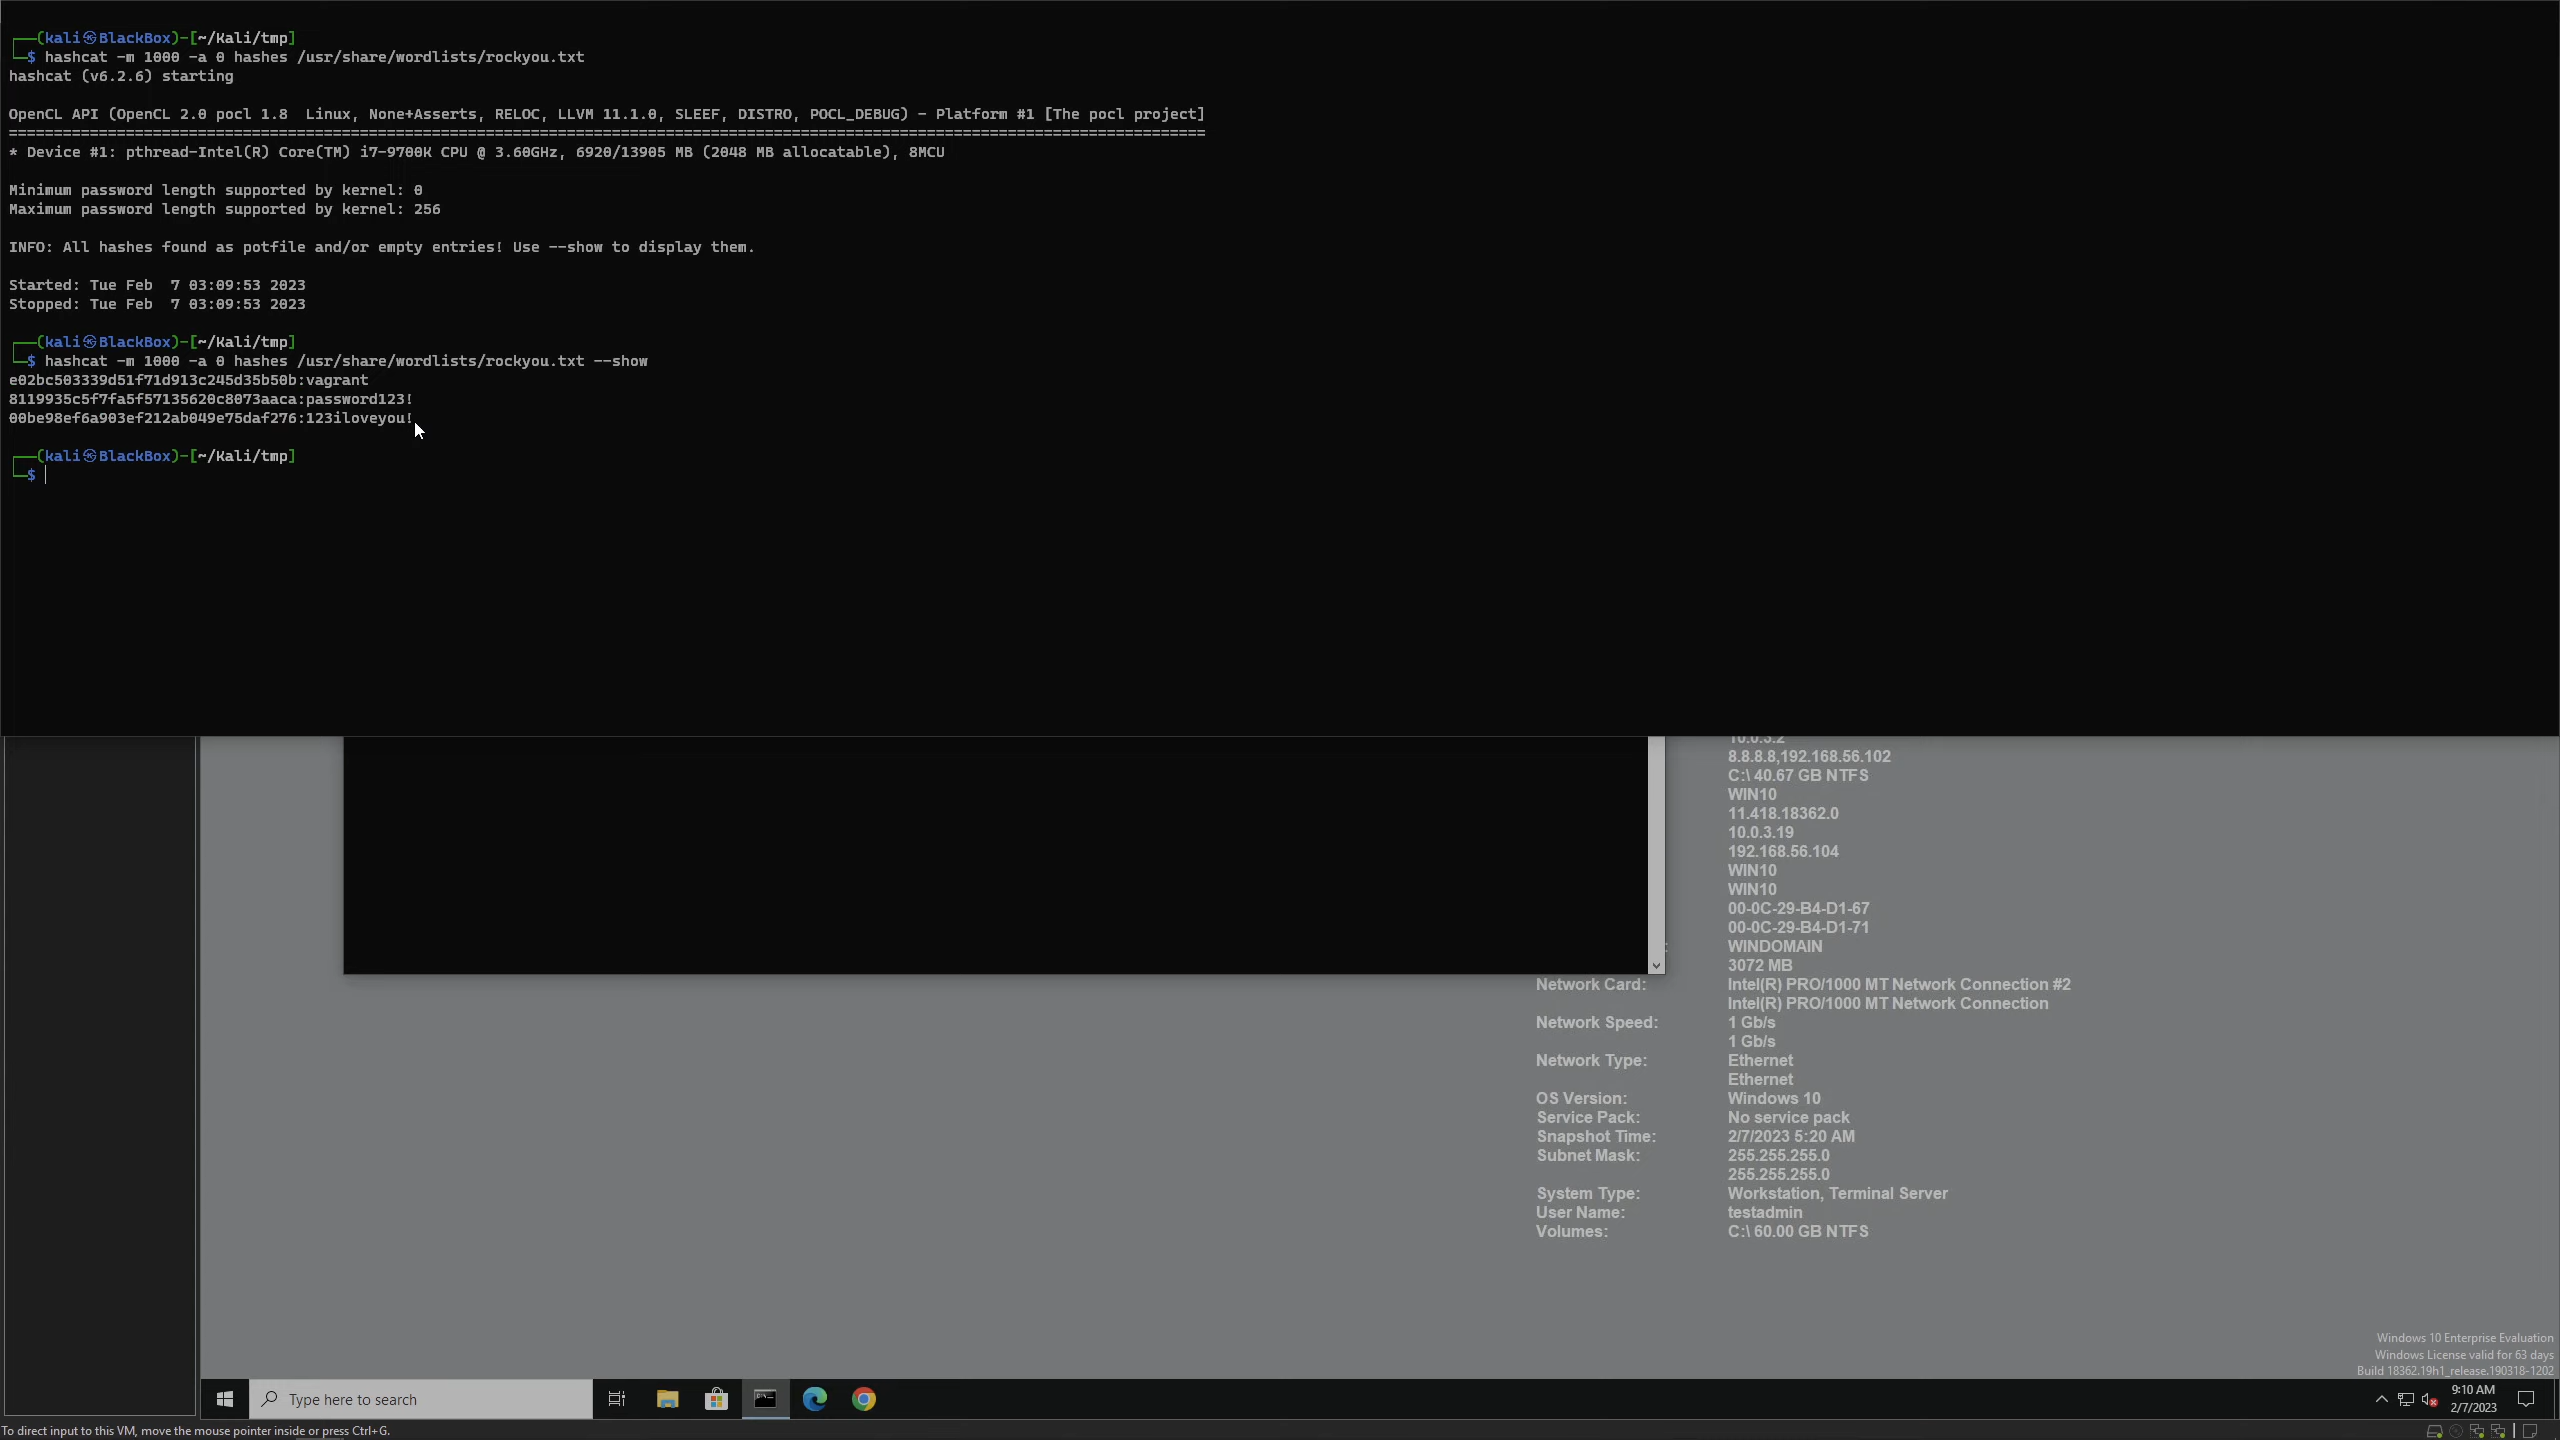 ┌──(kali㉿BlackBox)-[~/Kali/tmp]
└─$ hashcat -m 1000 -a 0 hashes /usr/share/wordlists/rockyou.txt
hashcat (v6.2.6) starting
OpenCL API (OpenCL 2.0 pocl 1.8  Linux, None+Asserts, RELOC, LLVM 11.1.0, SLEEF, DISTRO, POCL_DEBUG) - Platform #1 [The pocl project]
* Device #1: pthread-Intel(R) Core(TM) i7-9700K CPU @ 3.60GHz, 6920/13905 MB (2048 MB allocatable), 8MCU
Minimum password length supported by kernel: 0
Maximum password length supported by kernel: 256
INFO: All hashes found as potfile and/or empty entries! Use --show to display them.
Started: Tue Feb  7 03:09:53 2023
Stopped: Tue Feb  7 03:09:53 2023
┌──(kali㉿BlackBox)-[~/Kali/tmp]
└─$ hashcat -m 1000 -a 0 hashes /usr/share/wordlists/rockyou.txt --show
e02bc503339d51f71d913c245d35b50b:vagrant
8119935c5f7fa5f57135620c8073aaca:password123!
00be98ef6a903ef212ab049e75daf276:123iloveyou!
┌──(kali㉿BlackBox)-[~/Kali/tmp]
└─$
10.0.3.2
8.8.8.8,192.168.56.102
C:\ 40.67 GB NTFS
WIN10
11.418.18362.0
10.0.3.19
192.168.56.104
WIN10
WIN10
00-0C-29-B4-D1-67
00-0C-29-B4-D1-71
: WINDOMAIN
3072 MB
Network Card: Intel(R) PRO/1000 MT Network Connection #2
Intel(R) PRO/1000 MT Network Connection
Network Speed: 1 Gb/s
1 Gb/s
Network Type: Ethernet
Ethernet
OS Version: Windows 10
Service Pack: No service pack
Snapshot Time: 2/7/2023 5:20 AM
Subnet Mask: 255.255.255.0
255.255.255.0
System Type: Workstation, Terminal Server
User Name: testadmin
Volumes: C:\ 60.00 GB NTFS
Windows 10 Enterprise Evaluation
Windows License valid for 63 days
Build 18362.19h1_release.190318-1202
Type here to search
9:10 AM
2/7/2023
To direct input to this VM, move the mouse pointer inside or press Ctrl+G.